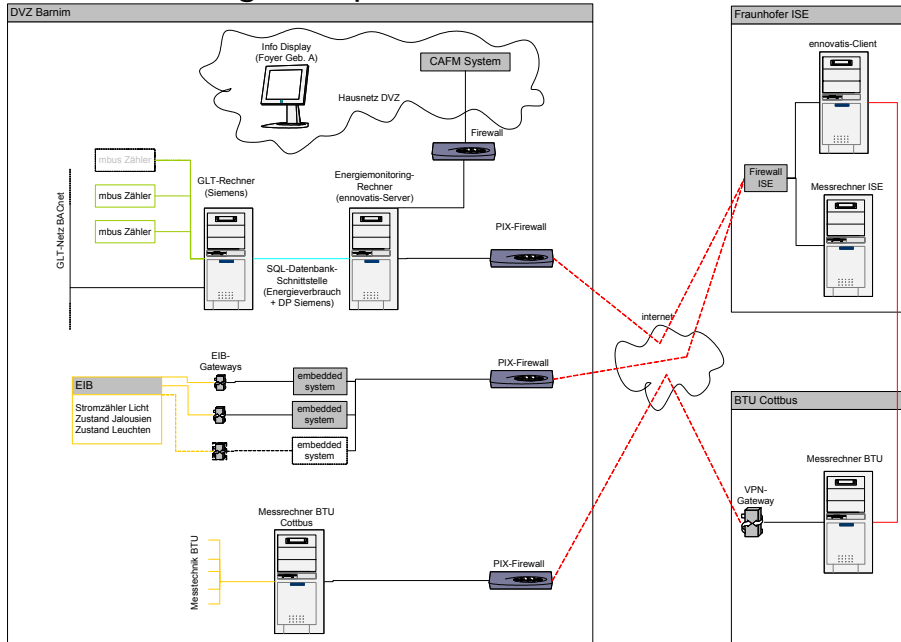 DVZ Barnim
Info Display
(Foyer Geb. A)
CAFM System
Hausnetz DVZ
Firewall
mbus Zähler
mbus Zähler
mbus Zähler
GLT-Netz BACnet
GLT-Rechner
(Siemens)
Energiemonitoring-
Rechner
(ennovatis-Server)
SQL-Datenbank-
Schnittstelle
(Energieverbrauch
+ DP Siemens)
PIX-Firewall
EIB-
Gateways
EIB
Stromzähler Licht
Zustand Jalousien
Zustand Leuchten
embedded
system
embedded
system
embedded
system
PIX-Firewall
Messrechner BTU
Cottbus
Messtechnik BTU
PIX-Firewall
internet
Fraunhofer ISE
ennovatis-Client
Firewall
ISE
Messrechner ISE
BTU Cottbus
Messrechner BTU
VPN-
Gateway